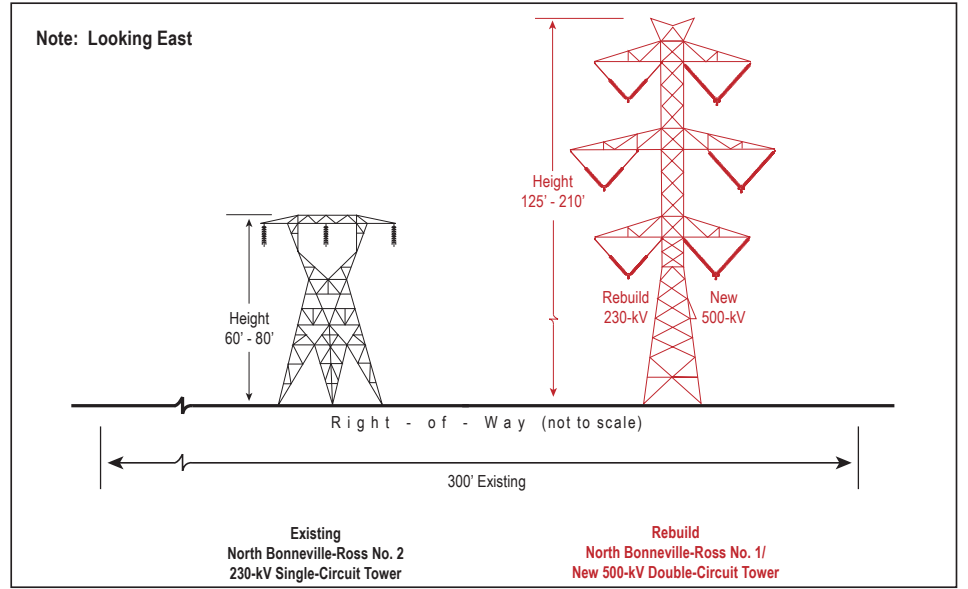 Note: Looking East
Height
125' - 210'
Height
60' - 80'
Rebuild
230-kV
New
500-kV
Right - of - Way (not to scale)
300' Existing
Existing
North Bonneville-Ross No. 2
230-kV Single-Circuit Tower
Rebuild
North Bonneville-Ross No. 1/
New 500-kV Double-Circuit Tower